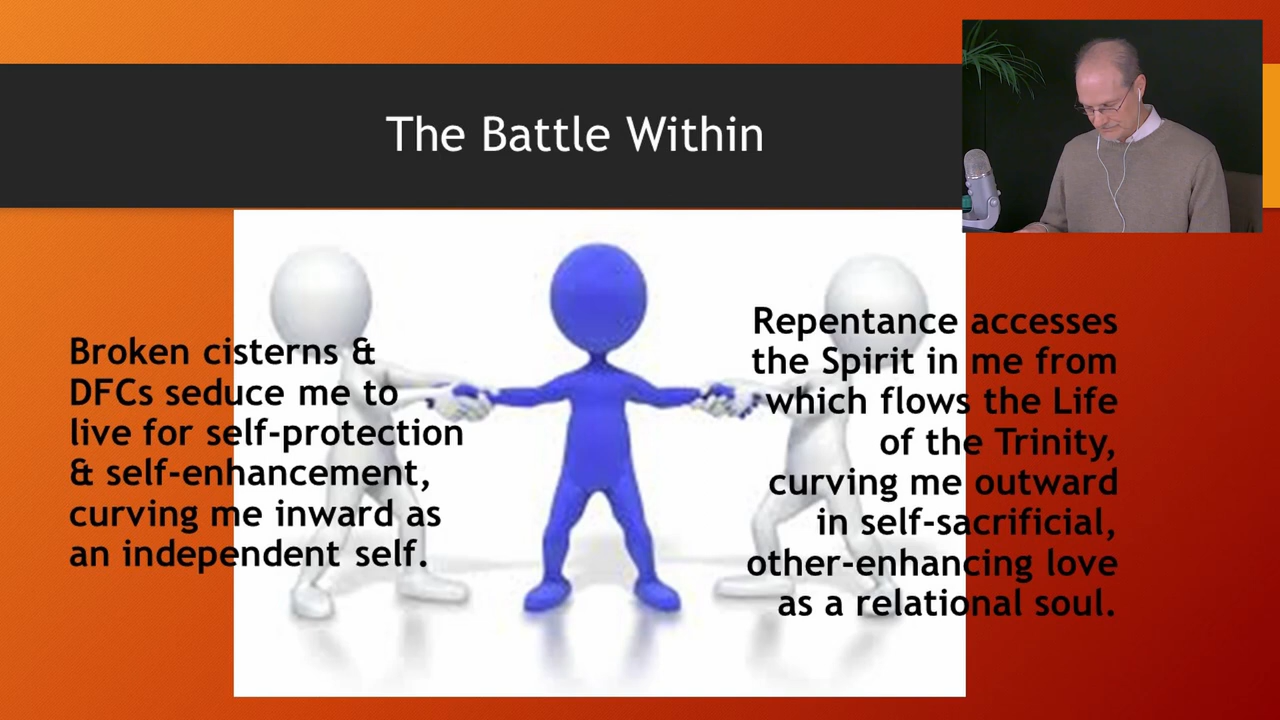 The Battle Within
Broken cisterns &
DFCs seduce me to
live for self-protection
& self-enhancement,
curving me inward as
an independent self.
Repentance accesses
the Spirit in me from
which flows the Life
of the Trinity,
curving me outward
in self-sacrificial,
other-enhancing love
as a relational soul.